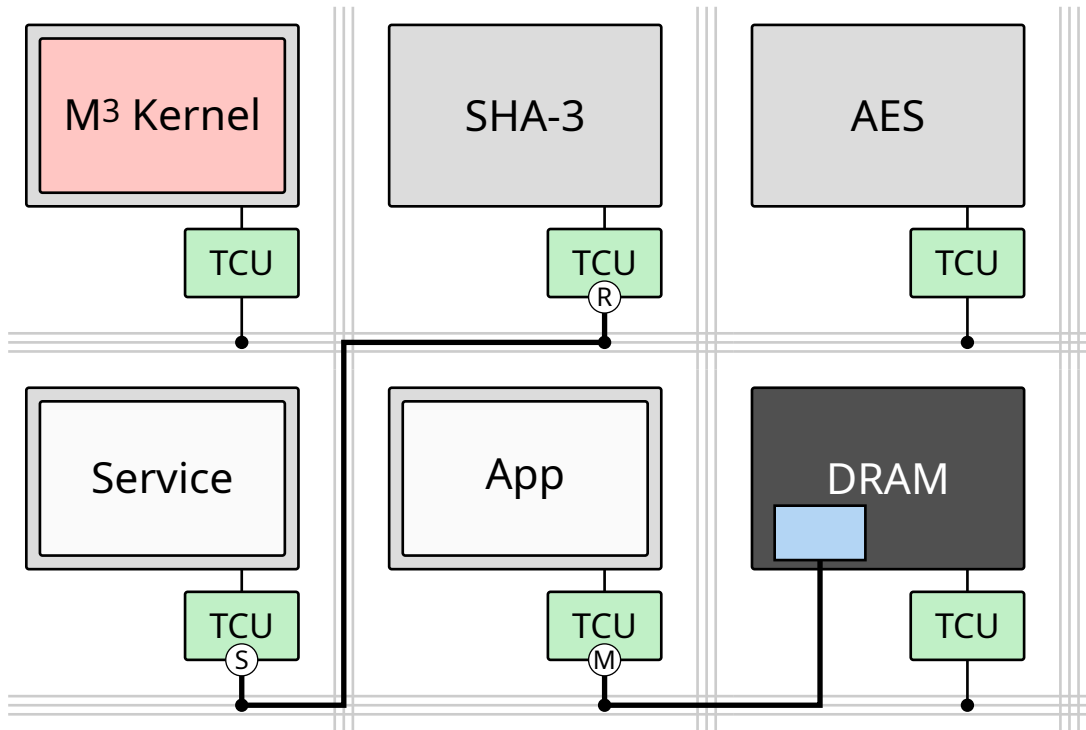 M³ Kernel
SHA-3
AES
TCU
TCU
TCU
R
Service
App
DRAM
TCU
TCU
TCU
S
M